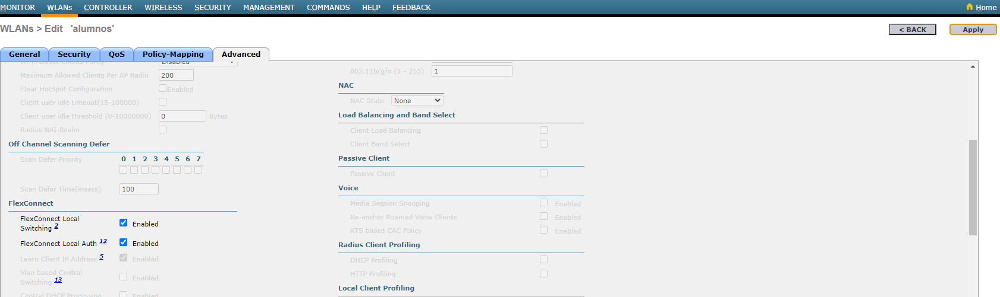 MONITOR WLANs CONTROLLER WIRELESS SECURITY MANAGEMENT COMMANDS HELP FEEDBACK Home
WLANs > Edit 'alumnos'
< BACK Apply
General Security QoS Policy-Mapping Advanced
Wi-Fi Direct Clients Policy Disabled
Maximum Allowed Clients Per AP Radio 200
Clear HotSpot Configuration Enabled
Client user idle timeout(15-100000)
Client user idle threshold (0-10000000) 0 Bytes
Radius NAI-Realm
Off Channel Scanning Defer
Scan Defer Priority 0 1 2 3 4 5 6 7
Scan Defer Time(msecs) 100
FlexConnect
FlexConnect Local
Switching 2 Enabled
FlexConnect Local Auth 12 Enabled
Learn Client IP Address 5 Enabled
Vlan based Central
Switching 13 Enabled
Central DHCP Processing Enabled
802.11b/g/n (1 - 255) 1
NAC
NAC State None
Load Balancing and Band Select
Client Load Balancing
Client Band Select
Passive Client
Passive Client
Voice
Media Session Snooping Enabled
Re-anchor Roamed Voice Clients Enabled
KTS based CAC Policy Enabled
Radius Client Profiling
DHCP Profiling
HTTP Profiling
Local Client Profiling